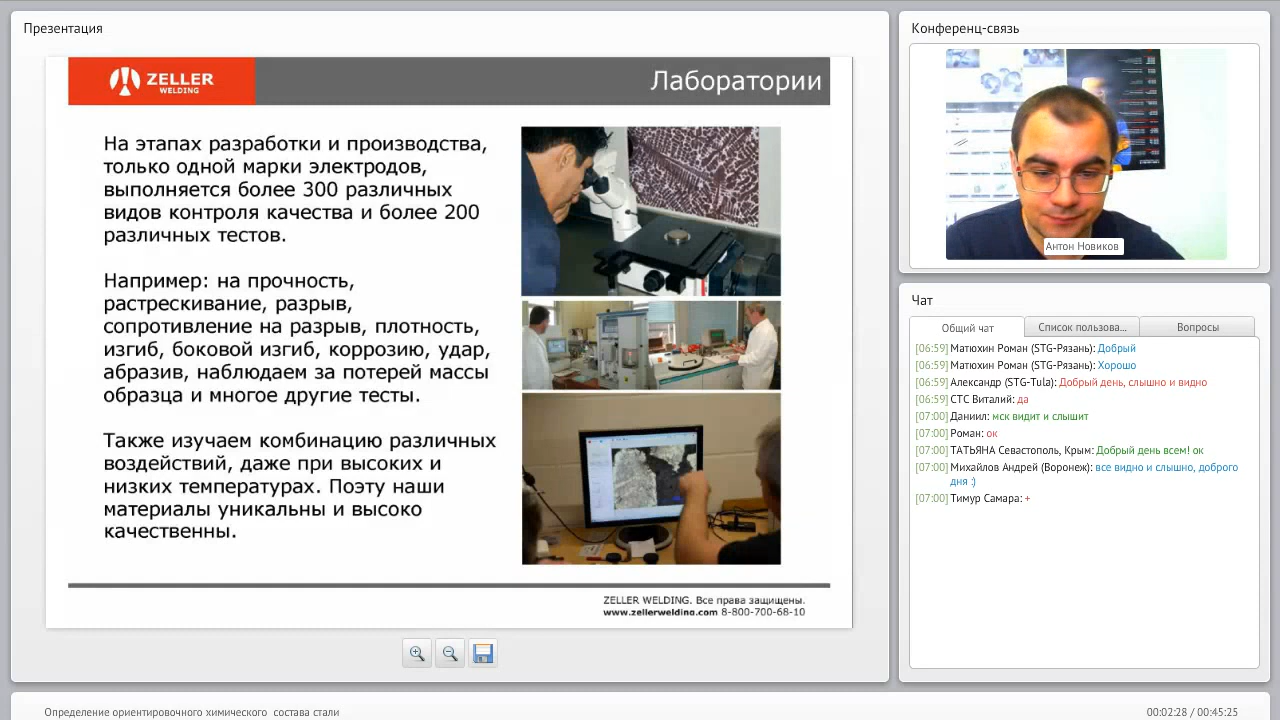 Презентация
ZELLER
WELDING
Лаборатории
На этапах разработки и производства,
только одной марки электродов,
выполняется более 300 различных
видов контроля качества и более 200
различных тестов.
Например: на прочность,
растрескивание, разрыв,
сопротивление на разрыв, плотность,
изгиб, боковой изгиб, коррозию, удар,
абразив, наблюдаем за потерей массы
образца и многое другие тесты.
Также изучаем комбинацию различных
воздействий, даже при высоких и
низких температурах. Поэту наши
материалы уникальны и высоко
качественны.
ZELLER WELDING. Все права защищены.
www.zellerwelding.com 8-800-700-68-10
Конференц-связь
Антон Новиков
Чат
Общий чат
Список пользова...
Вопросы
[06:59] Матюхин Роман (STG-Рязань): Добрый
[06:59] Матюхин Роман (STG-Рязань): Хорошо
[06:59] Александр (STG-Tula): Добрый день, слышно и видно
[06:59] СТС Виталий: да
[07:00] Даниил: мск видит и слышит
[07:00] Роман: ок
[07:00] ТАТЬЯНА Севастополь, Крым: Добрый день всем! ок
[07:00] Михайлов Андрей (Воронеж): все видно и слышно, доброго
дня :)
[07:00] Тимур Самара: +
Определение ориентировочного химического состава стали
00:02:28 / 00:45:25